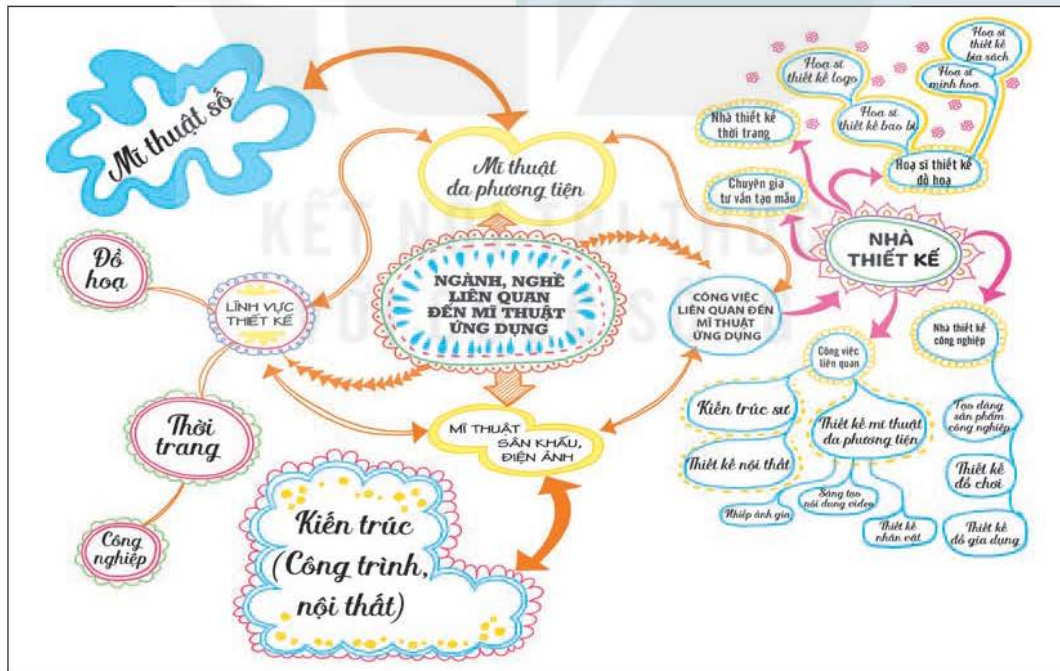 Mĩ thuật số
Mĩ thuật
đa phương tiện
NGÀNH, NGHỀ
LIÊN QUAN
ĐẾN MĨ THUẬT
ỨNG DỤNG
LĨNH VỰC
THIẾT KẾ
Đồ
hoạ
Thời
trang
Công
nghiệp
MĨ THUẬT
SÂN KHẤU,
ĐIỆN ẢNH
Kiến trúc
(Công trình,
nội thất)
CÔNG VIỆC
LIÊN QUAN ĐẾN
MĨ THUẬT
ỨNG DỤNG
NHÀ
THIẾT KẾ
Chuyên gia
tư vấn tạo mẫu
Nhà thiết kế
thời trang
Hoạ sĩ thiết kế
đồ hoạ
Hoạ sĩ
thiết kế logo
Hoạ sĩ
thiết kế bao bì
Hoạ sĩ
thiết kế
bìa sách
Hoạ sĩ
minh hoạ
Nhà thiết kế
công nghiệp
Tạo dáng
sản phẩm
công nghiệp
Thiết kế
đồ chơi
Thiết kế
đồ gia dụng
Công việc
liên quan
Kiến trúc sư
Thiết kế nội thất
Thiết kế mĩ thuật
đa phương tiện
Nhiếp ảnh gia
Sáng tạo
nội dung video
Thiết kế
nhân vật